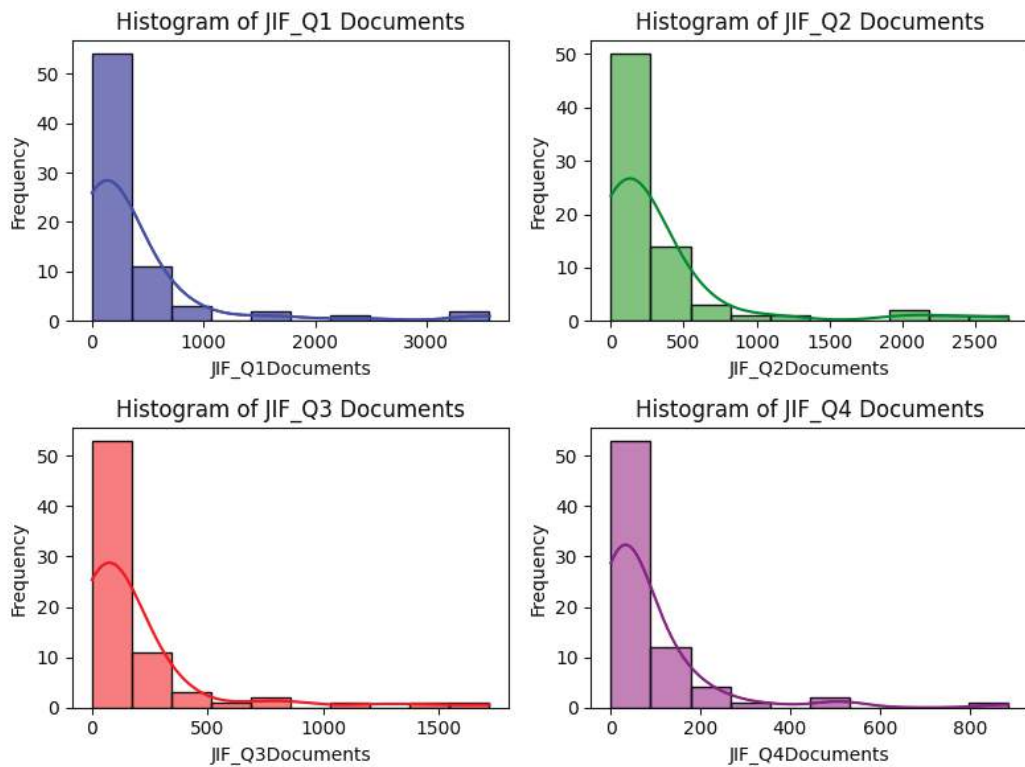 Histogram of JIF_Q1 Documents
Frequency
50
40
30
20
10
0
0 1000 2000 3000
JIF_Q1Documents
Histogram of JIF_Q2 Documents
Frequency
50
40
30
20
10
0
0 500 1000 1500 2000 2500
JIF_Q2Documents
Histogram of JIF_Q3 Documents
Frequency
50
40
30
20
10
0
0 500 1000 1500
JIF_Q3Documents
Histogram of JIF_Q4 Documents
Frequency
50
40
30
20
10
0
0 200 400 600 800
JIF_Q4Documents